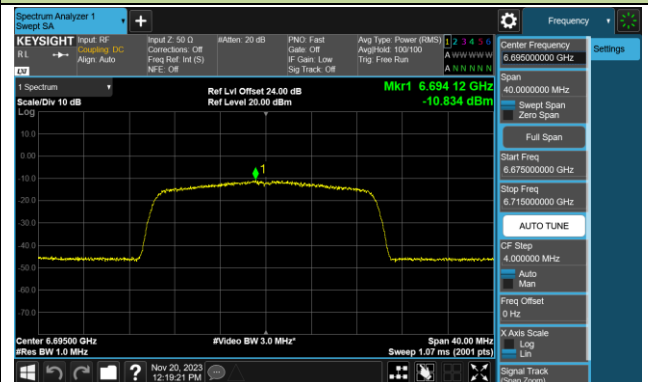 Spectrum Analyzer 1
Swept SA
Frequency
KEYSIGHT
RL
LXI
Input: RF
Coupling: DC
Align: Auto
Input Z: 50 Ω
Corrections: Off
Freq Ref: Int (S)
NFE: Off
#Atten: 20 dB
PNO: Fast
Gate: Off
IF Gain: Low
Sig Track: Off
Avg Type: Power (RMS)
Avg|Hold: 100/100
Trig: Free Run
1 2 3 4 5 6
A W W W W W
A N N N N N
1 Spectrum
Scale/Div 10 dB
Log
Ref Lvl Offset 24.00 dB
Ref Level 20.00 dBm
Mkr1 6.694 12 GHz
-10.834 dBm
10.0
0.00
-10.0
-20.0
-30.0
-40.0
-50.0
-60.0
-70.0
1
Center 6.69500 GHz
#Res BW 1.0 MHz
#Video BW 3.0 MHz*
Span 40.00 MHz
Sweep 1.07 ms (2001 pts)
Nov 20, 2023
12:19:21 PM
Center Frequency
6.695000000 GHz
Settings
Span
40.0000000 MHz
Swept Span
Zero Span
Full Span
Start Freq
6.675000000 GHz
Stop Freq
6.715000000 GHz
AUTO TUNE
CF Step
4.000000 MHz
Auto
Man
Freq Offset
0 Hz
X Axis Scale
Log
Lin
Signal Track
(Span Zoom)